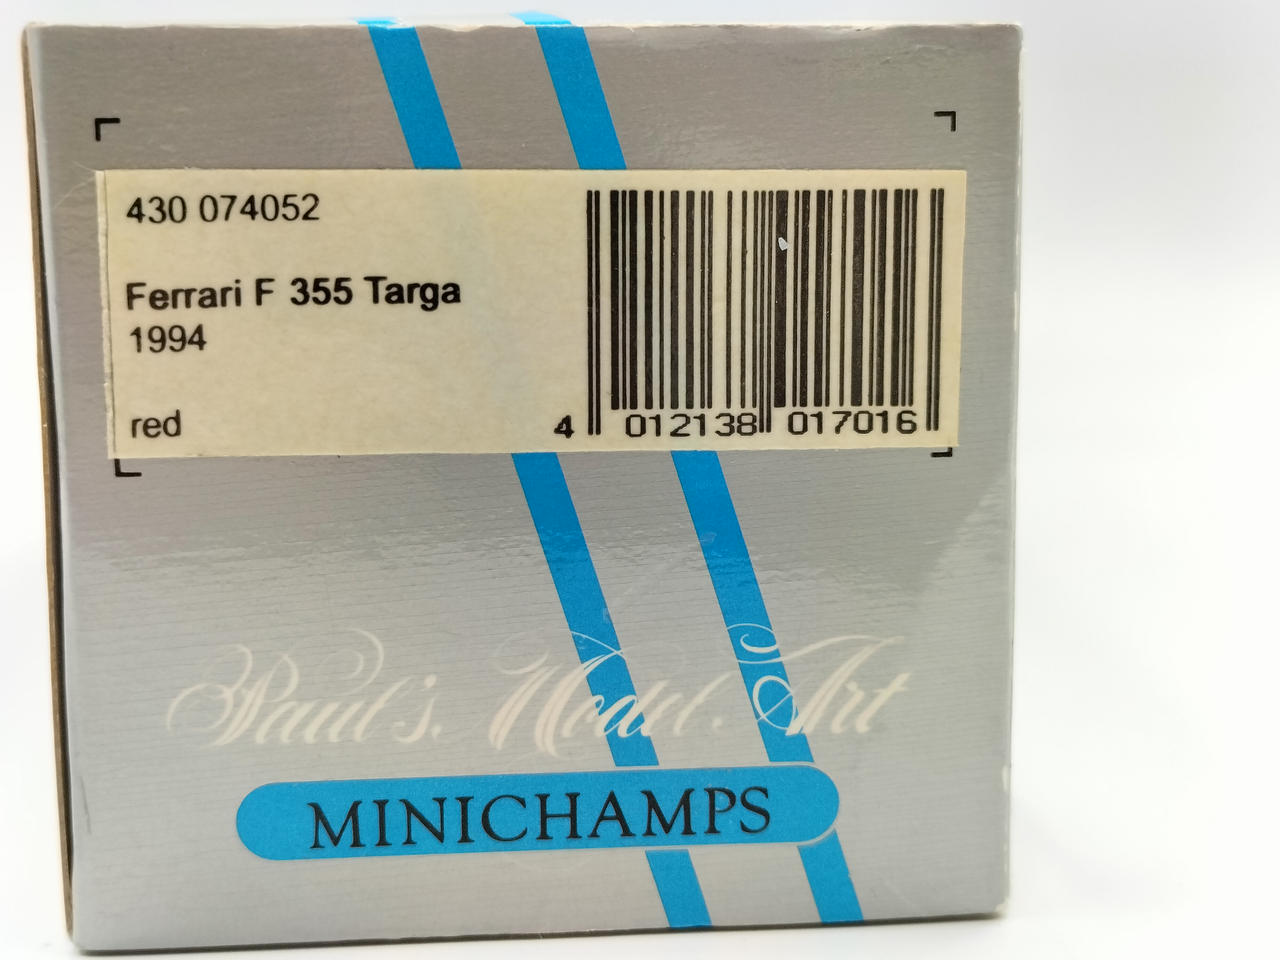 430 074052
Ferrari F 355 Targa
1994
red
4 012138 017016
Paul's Model Art
MINICHAMPS